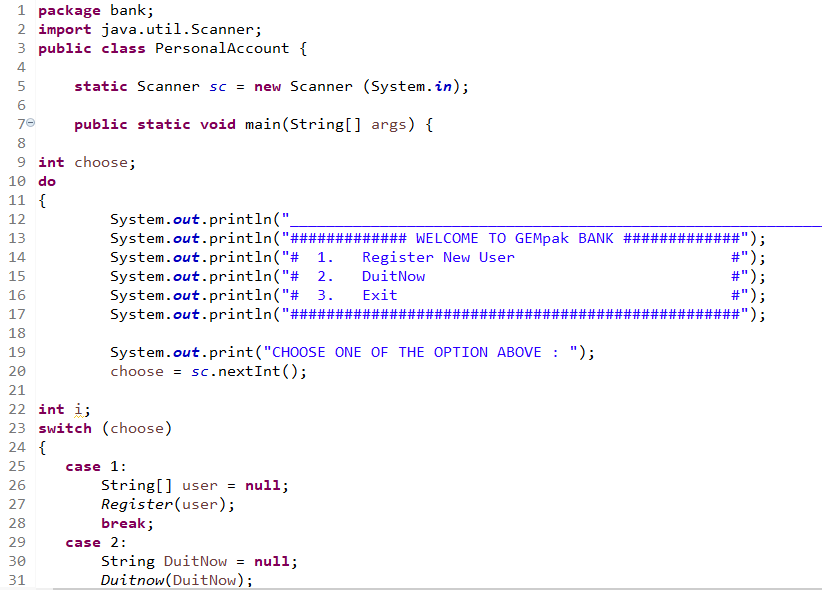 1 package bank;
2 import java.util.Scanner;
3 public class PersonalAccount {
4
5     static Scanner sc = new Scanner (System.in);
6
7     public static void main(String[] args) {
8
9 int choose;
10 do
11 {
12         System.out.println("___________________________________________________________
13         System.out.println("############# WELCOME TO GEMpak BANK #############");
14         System.out.println("#  1.   Register New User                        #");
15         System.out.println("#  2.   DuitNow                                  #");
16         System.out.println("#  3.   Exit                                     #");
17         System.out.println("##################################################");
18
19         System.out.print("CHOOSE ONE OF THE OPTION ABOVE : ");
20         choose = sc.nextInt();
21
22 int i;
23 switch (choose)
24 {
25    case 1:
26        String[] user = null;
27        Register(user);
28        break;
29    case 2:
30        String DuitNow = null;
31        Duitnow(DuitNow);